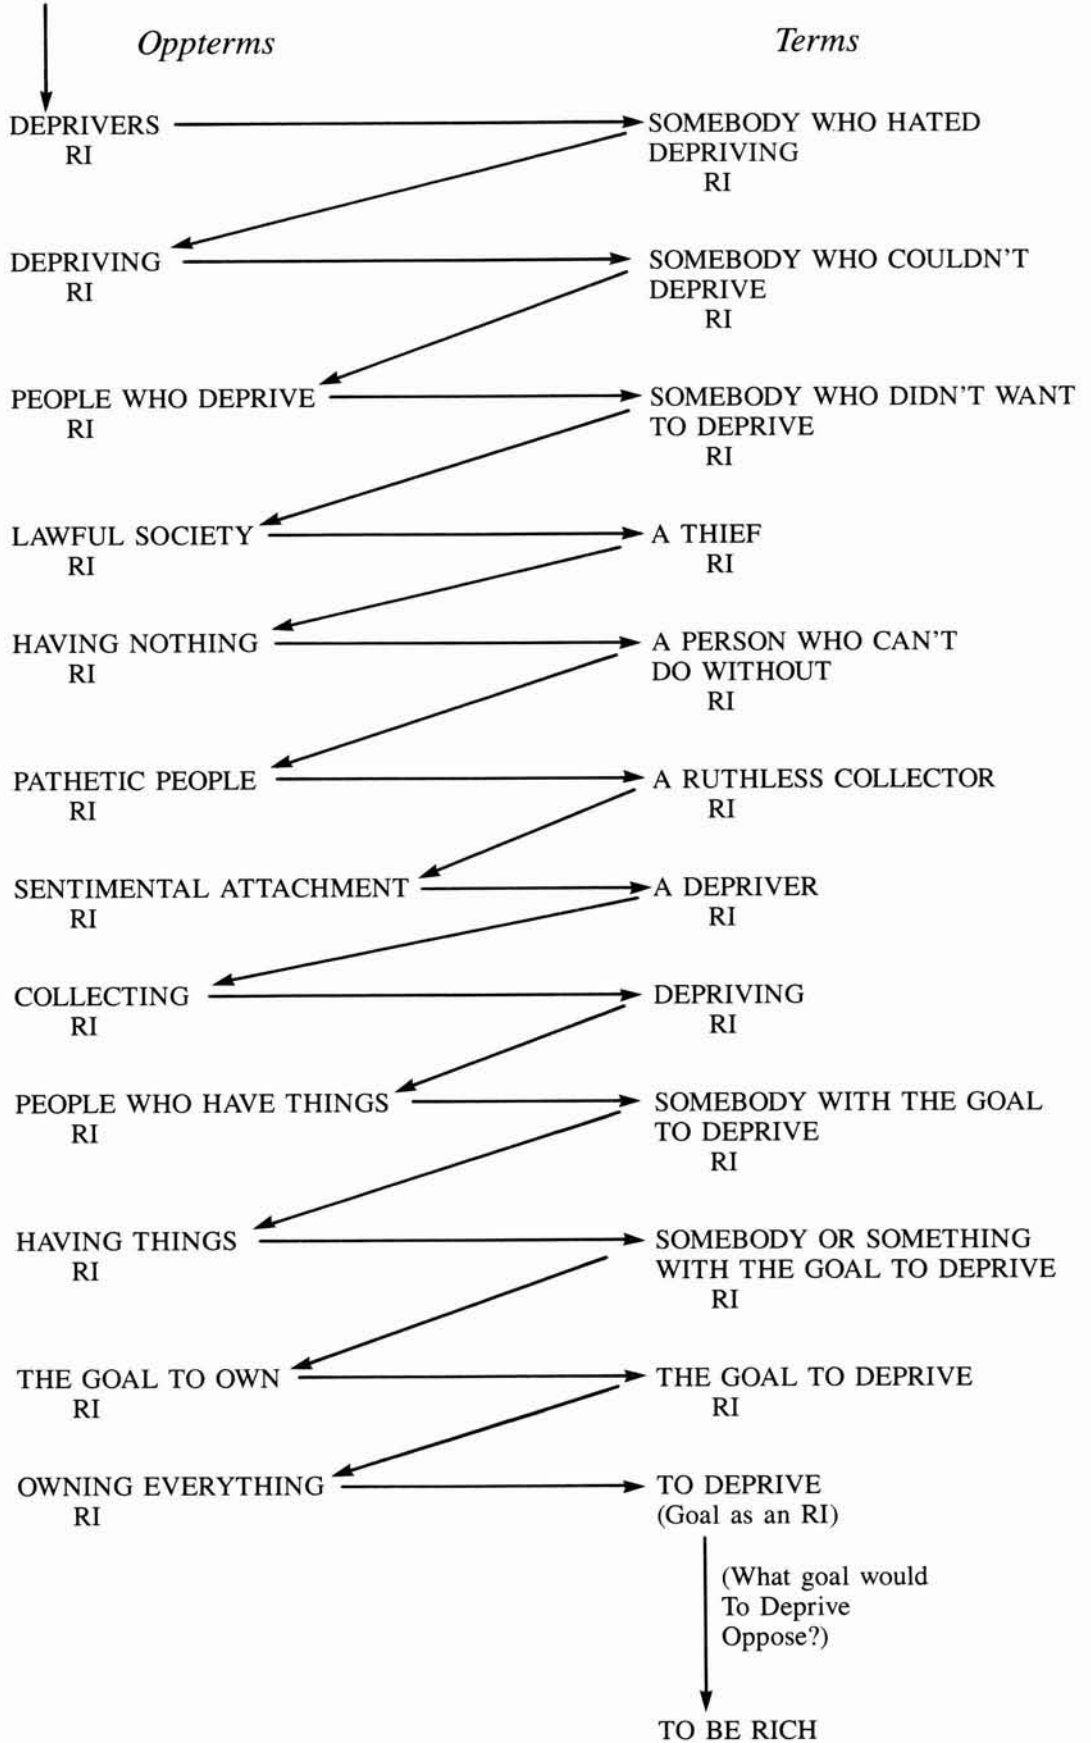 Oppterms Terms
DEPRIVERS SOMEBODY WHO HATED
RI DEPRIVING
RI
DEPRIVING SOMEBODY WHO COULDN'T
RI DEPRIVE
RI
PEOPLE WHO DEPRIVE SOMEBODY WHO DIDN'T WANT
RI TO DEPRIVE
RI
LAWFUL SOCIETY A THIEF
RI RI
HAVING NOTHING A PERSON WHO CAN'T
RI DO WITHOUT
RI
PATHETIC PEOPLE A RUTHLESS COLLECTOR
RI RI
SENTIMENTAL ATTACHMENT A DEPRIVER
RI RI
COLLECTING DEPRIVING
RI RI
PEOPLE WHO HAVE THINGS SOMEBODY WITH THE GOAL
RI TO DEPRIVE
RI
HAVING THINGS SOMEBODY OR SOMETHING
RI WITH THE GOAL TO DEPRIVE
RI
THE GOAL TO OWN THE GOAL TO DEPRIVE
RI RI
OWNING EVERYTHING TO DEPRIVE
RI (Goal as an RI)
(What goal would
To Deprive
Oppose?)
TO BE RICH